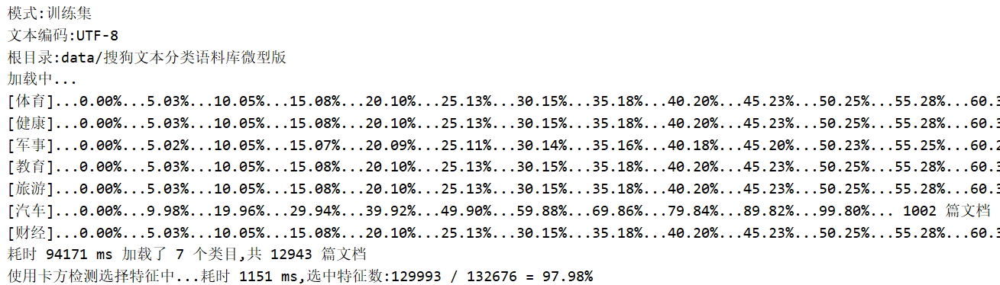 模式:训练集
文本编码:UTF-8
根目录:data/搜狗文本分类语料库微型版
加载中...
[体育]...0.00%...5.03%...10.05%...15.08%...20.10%...25.13%...30.15%...35.18%...40.20%...45.23%...50.25%...55.28%...60.3
[健康]...0.00%...5.03%...10.05%...15.08%...20.10%...25.13%...30.15%...35.18%...40.20%...45.23%...50.25%...55.28%...60.3
[军事]...0.00%...5.02%...10.05%...15.07%...20.09%...25.11%...30.14%...35.16%...40.18%...45.20%...50.23%...55.25%...60.2
[教育]...0.00%...5.03%...10.05%...15.08%...20.10%...25.13%...30.15%...35.18%...40.20%...45.23%...50.25%...55.28%...60.3
[旅游]...0.00%...5.03%...10.05%...15.08%...20.10%...25.13%...30.15%...35.18%...40.20%...45.23%...50.25%...55.28%...60.3
[汽车]...0.00%...9.98%...19.96%...29.94%...39.92%...49.90%...59.88%...69.86%...79.84%...89.82%...99.80%... 1002 篇文档
[财经]...0.00%...5.03%...10.05%...15.08%...20.10%...25.13%...30.15%...35.18%...40.20%...45.23%...50.25%...55.28%...60.3
耗时 94171 ms 加载了 7 个类目,共 12943 篇文档
使用卡方检测选择特征中...耗时 1151 ms,选中特征数:129993 / 132676 = 97.98%